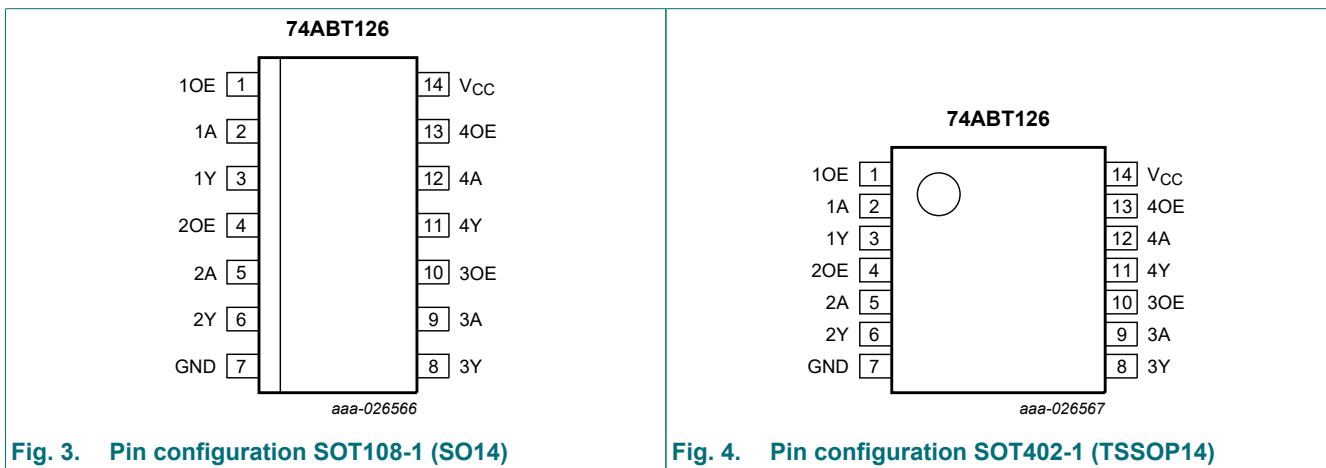 74ABT126
1OE 1 14 VCC
1A 2 13 4OE
1Y 3 12 4A
2OE 4 11 4Y
2A 5 10 3OE
2Y 6 9 3A
GND 7 8 3Y
aaa-026566
Fig. 3. Pin configuration SOT108-1 (SO14)
74ABT126
1OE 1 14 VCC
1A 2 13 4OE
1Y 3 12 4A
2OE 4 11 4Y
2A 5 10 3OE
2Y 6 9 3A
GND 7 8 3Y
aaa-026567
Fig. 4. Pin configuration SOT402-1 (TSSOP14)